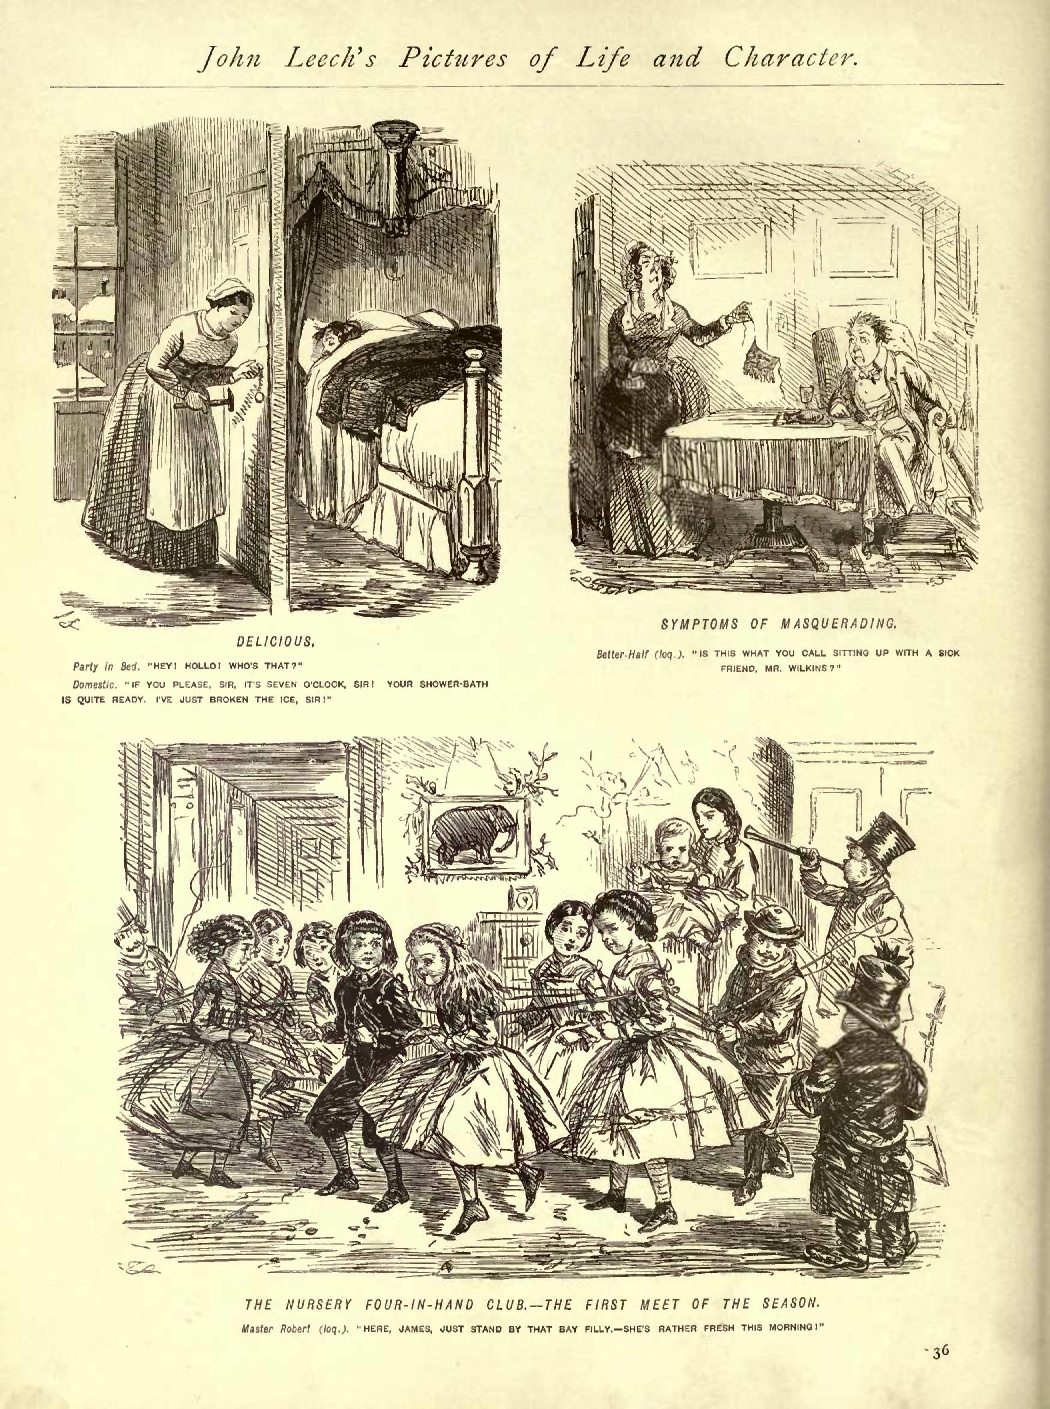 John Leech's Pictures of Life and Character.
DELICIOUS.
Party in Bed. "HEY! HOLLO! WHO'S THAT?"
Domestic. "IF YOU PLEASE, SIR, IT'S SEVEN O'CLOCK, SIR! YOUR SHOWER-BATH
IS QUITE READY. I'VE JUST BROKEN THE ICE, SIR!"
SYMPTOMS OF MASQUERADING.
Better-Half (loq.). "IS THIS WHAT YOU CALL SITTING UP WITH A SICK
FRIEND, MR. WILKINS?"
THE NURSERY FOUR-IN-HAND CLUB.—THE FIRST MEET OF THE SEASON.
Master Robert (loq.). "HERE, JAMES, JUST STAND BY THAT BAY FILLY.—SHE'S RATHER FRESH THIS MORNING!"
36